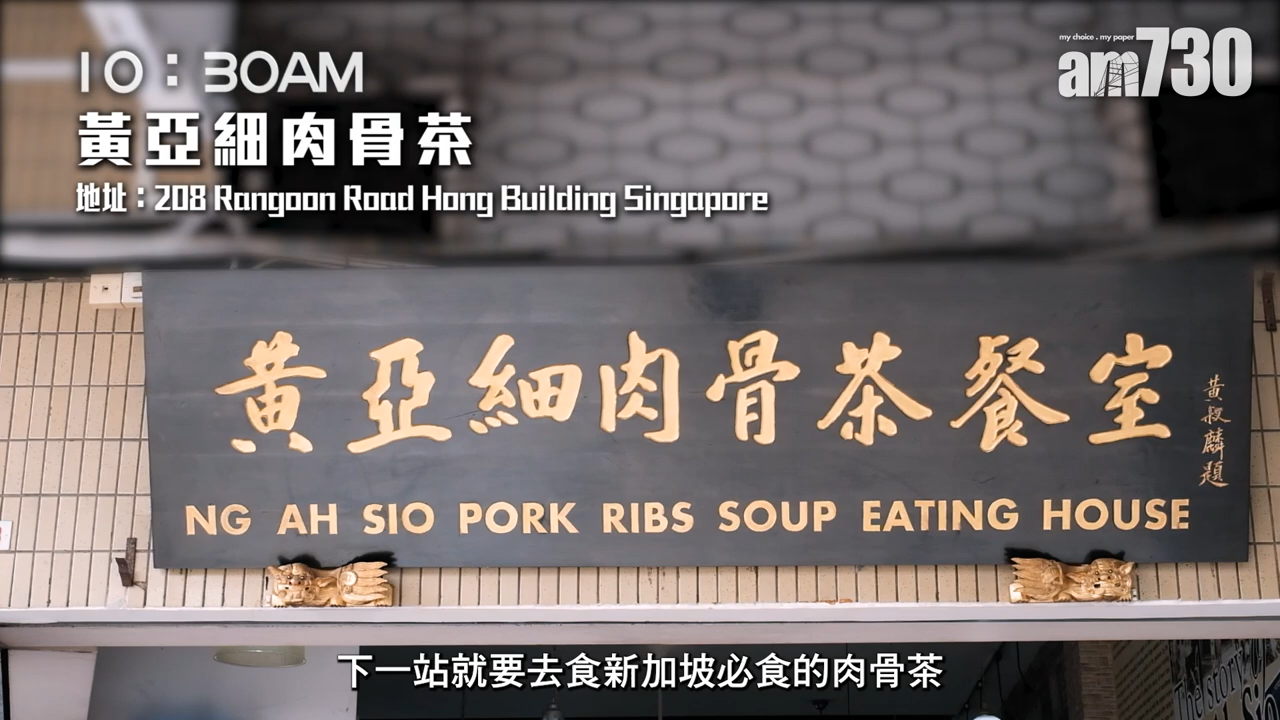 my choice . my paper
am730
10:30AM
黃亞細肉骨茶
地址：208 Rangoon Road Hong Building Singapore
黃亞細肉骨茶餐室
黃叔麟題
NG AH SIO PORK RIBS SOUP EATING HOUSE
下一站就要去食新加坡必食的肉骨茶
The story of